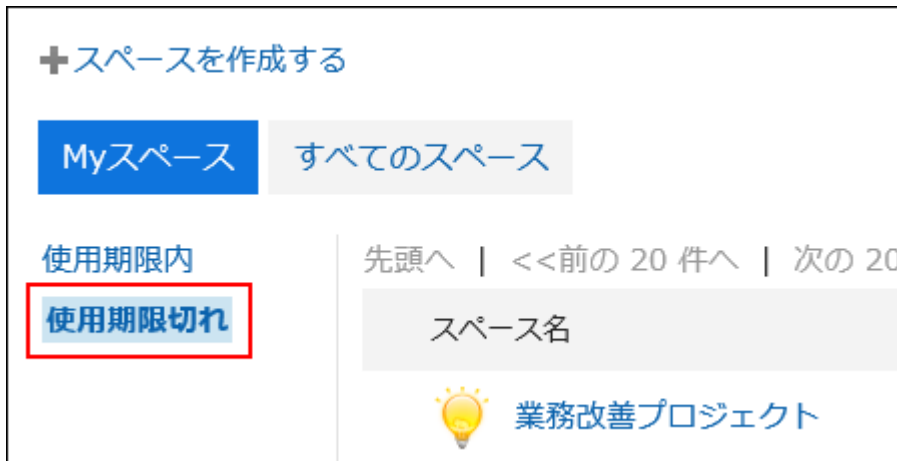 スペースを作成する
Myスペース すべてのスペース
使用期限内
使用期限切れ
先頭へ | <<前の 20 件へ | 次の 20
スペース名
業務改善プロジェクト